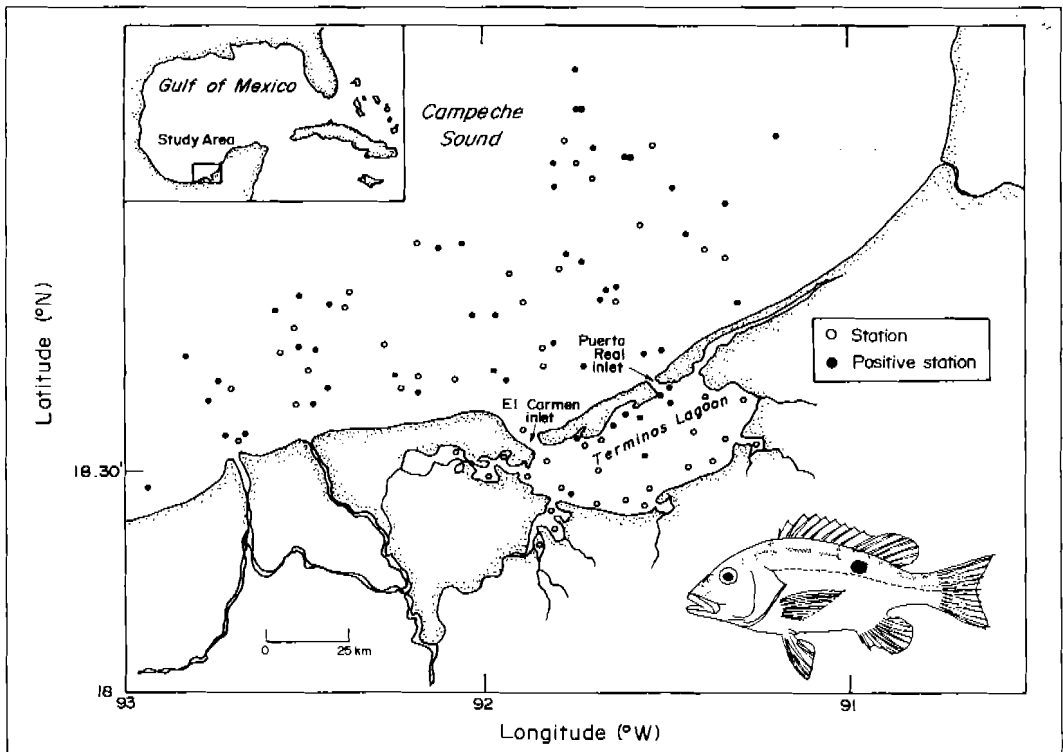 Gulf of Mexico
Study Area
Campeche
Sound
Latitude (°N)
Station
Positive station
Puerta
Real
inlet
El Carmen
inlet
Terminos Lagoon
18.30'
0 25 km
18
93 92 91
Longitude (°W)